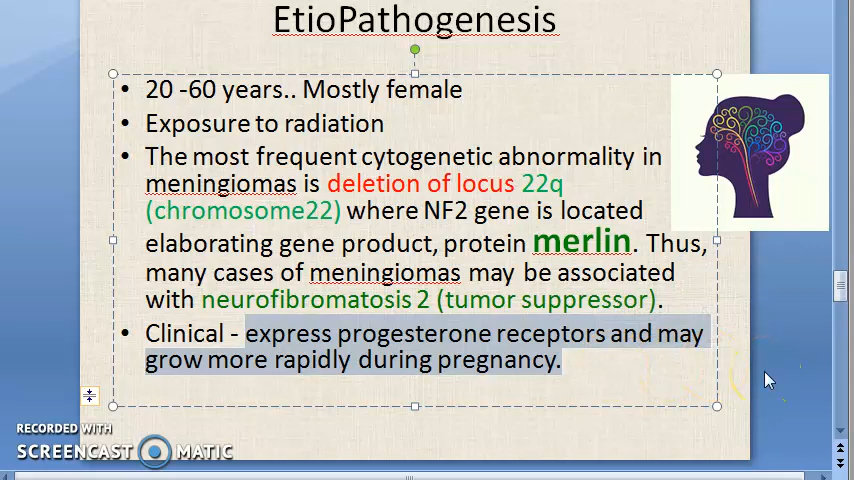 EtioPathogenesis
• 20 -60 years.. Mostly female
• Exposure to radiation
• The most frequent cytogenetic abnormality in
meningiomas is deletion of locus 22q
(chromosome22) where NF2 gene is located
elaborating gene product, protein merlin. Thus,
many cases of meningiomas may be associated
with neurofibromatosis 2 (tumor suppressor).
• Clinical - express progesterone receptors and may
grow more rapidly during pregnancy.
RECORDED WITH
SCREENCAST MATIC